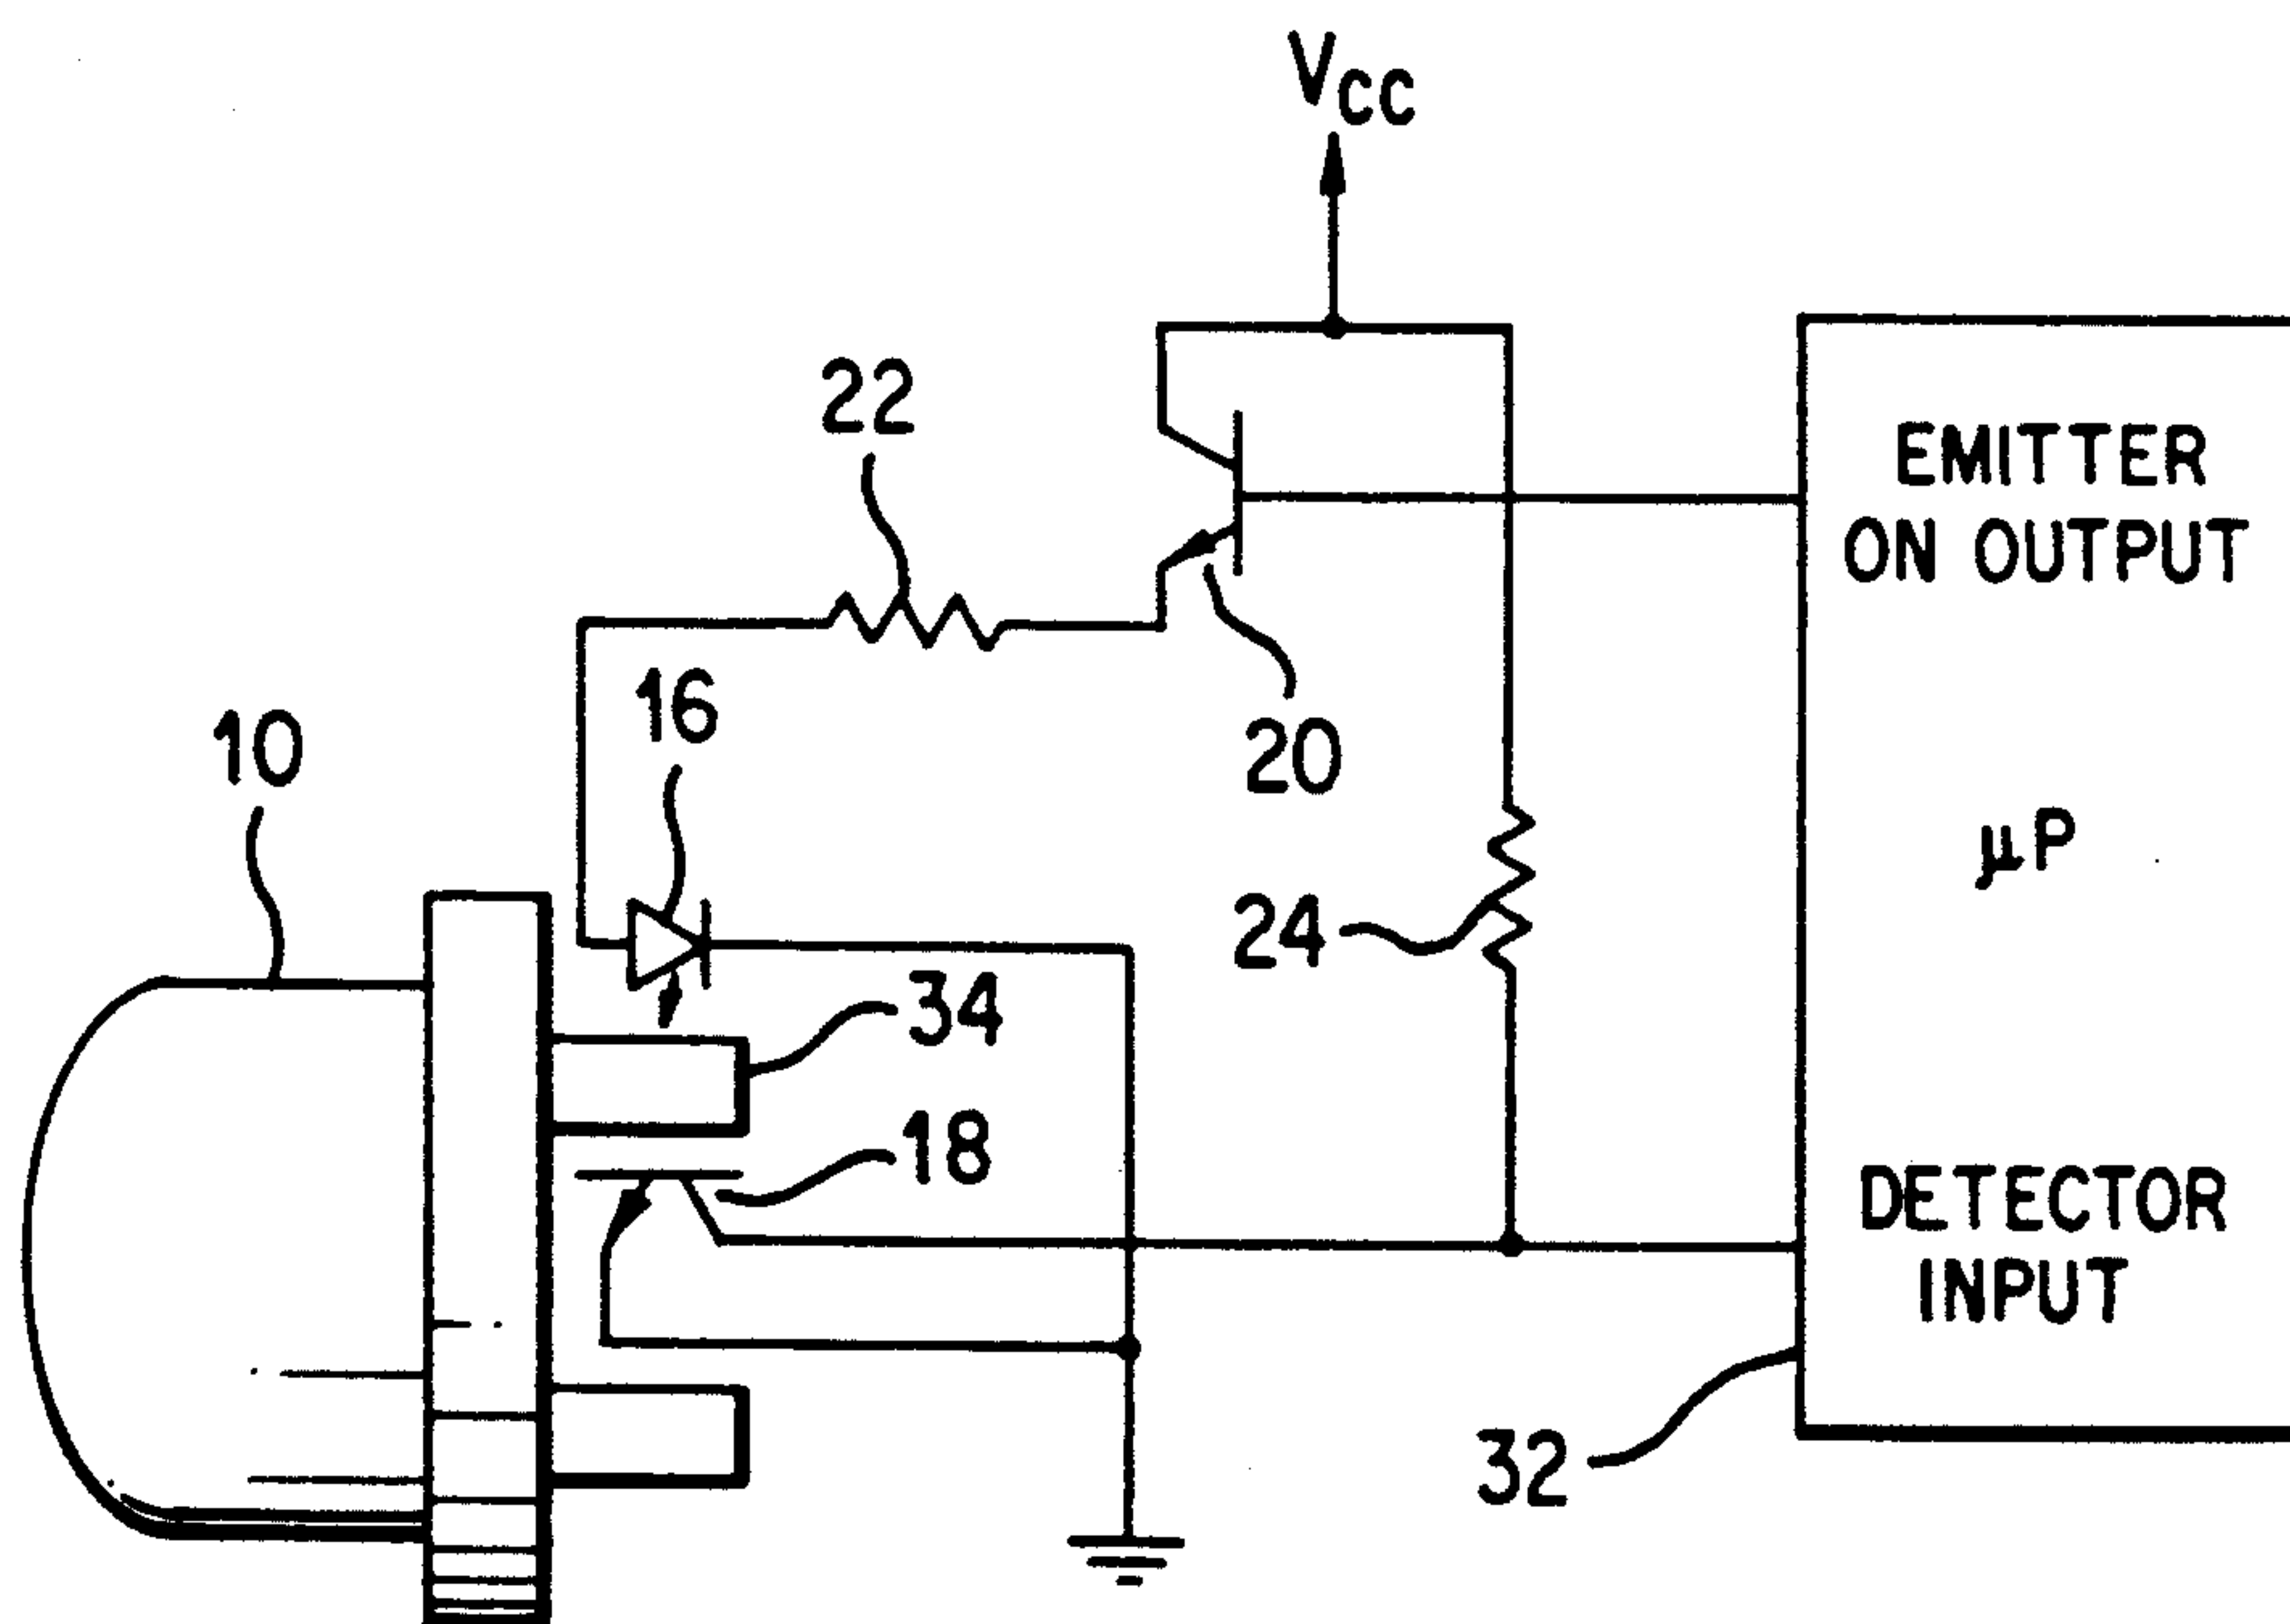 VCC
22
EMITTER
ON OUTPUT
16
10
20
µP
24
34
18
DETECTOR
INPUT
32